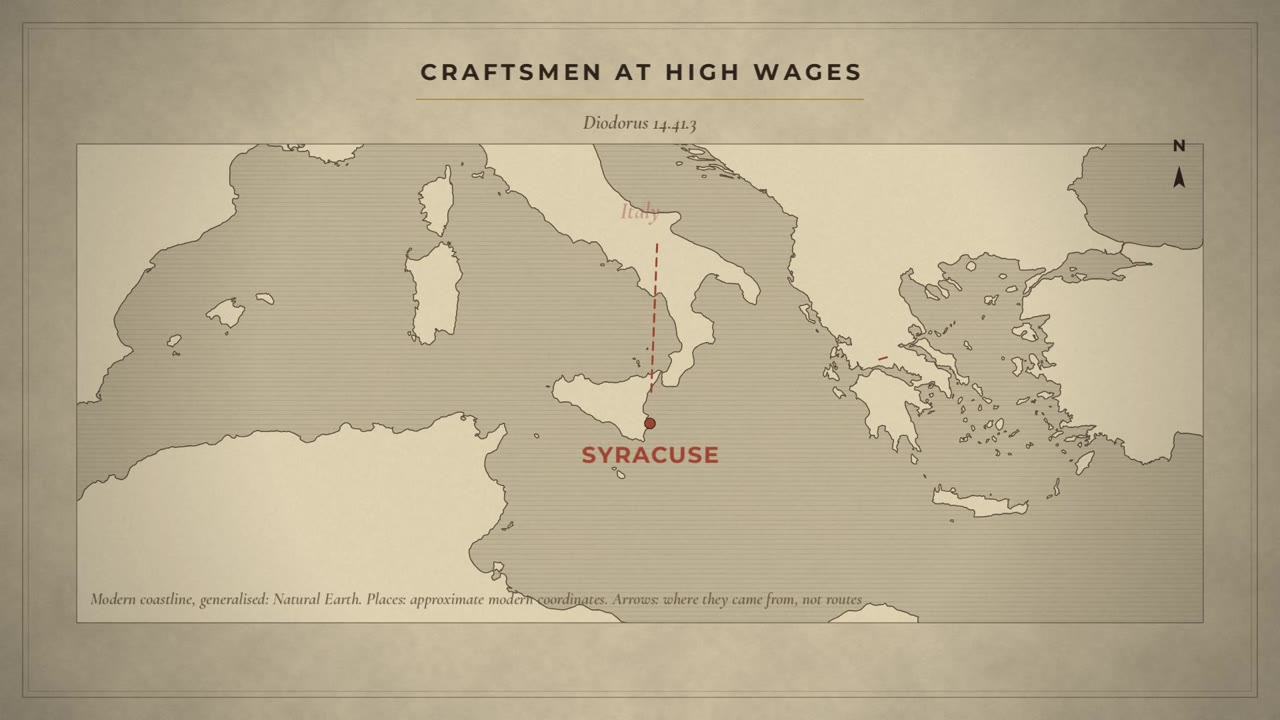 CRAFTSMEN AT HIGH WAGES
Diodorus 14.41.3
N
Italy
SYRACUSE
Modern coastline, generalised: Natural Earth. Places: approximate modern coordinates. Arrows: where they came from, not routes